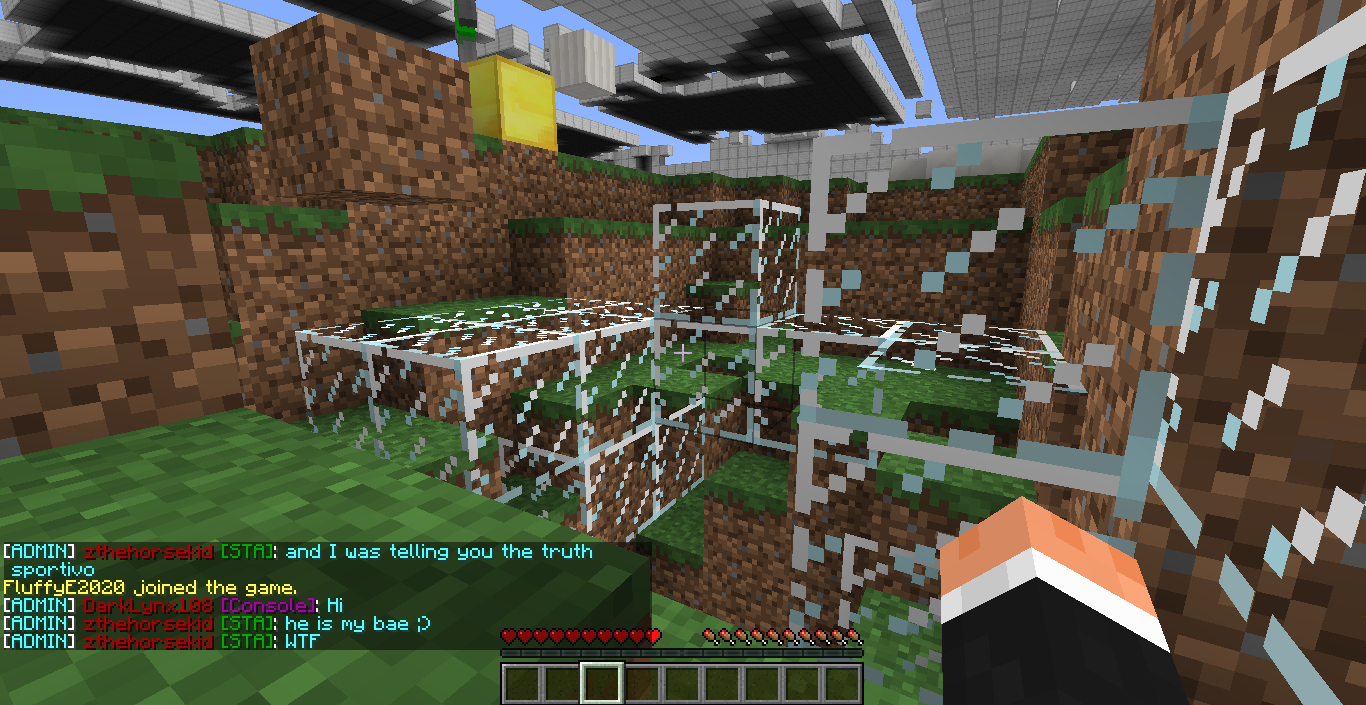 [ADMIN] zthehorsekid [STA]: and I was telling you the truth
sportivo
FluffyE2020 joined the game.
[ADMIN] DarkLynx108 [Console]: Hi
[ADMIN] zthehorsekid [STA]: he is my bae ;)
[ADMIN] zthehorsekid [STA]: WTF